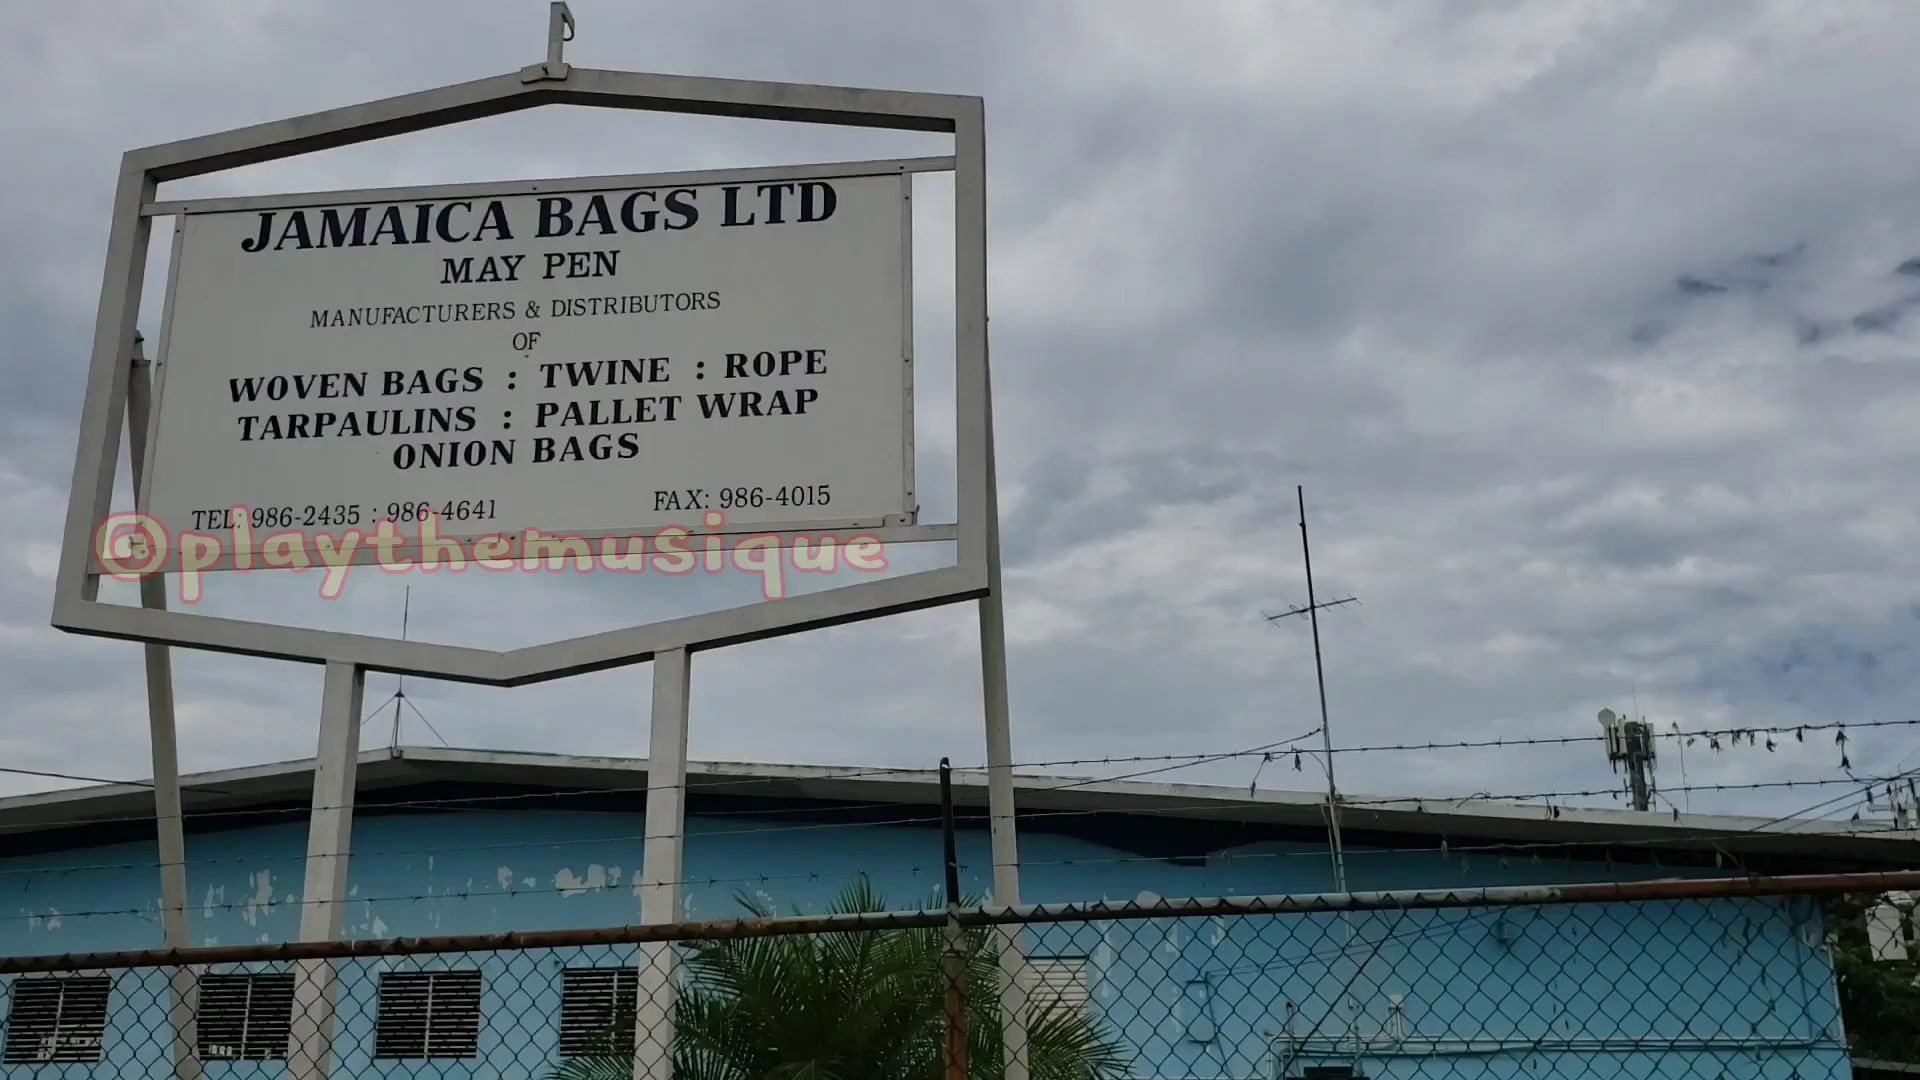 JAMAICA BAGS LTD
MAY PEN
MANUFACTURERS & DISTRIBUTORS
OF
WOVEN BAGS : TWINE : ROPE
TARPAULINS : PALLET WRAP
ONION BAGS
TEL: 986-2435 : 986-4641 FAX: 986-4015
©playthemusique